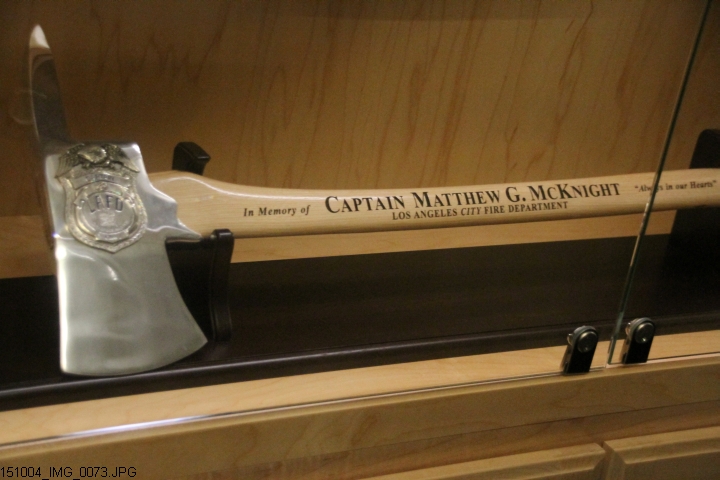 In Memory of CAPTAIN MATTHEW G. MCKNIGHT "Always in our Hearts"
LOS ANGELES CITY FIRE DEPARTMENT
LAFD
151004_IMG_0073.JPG